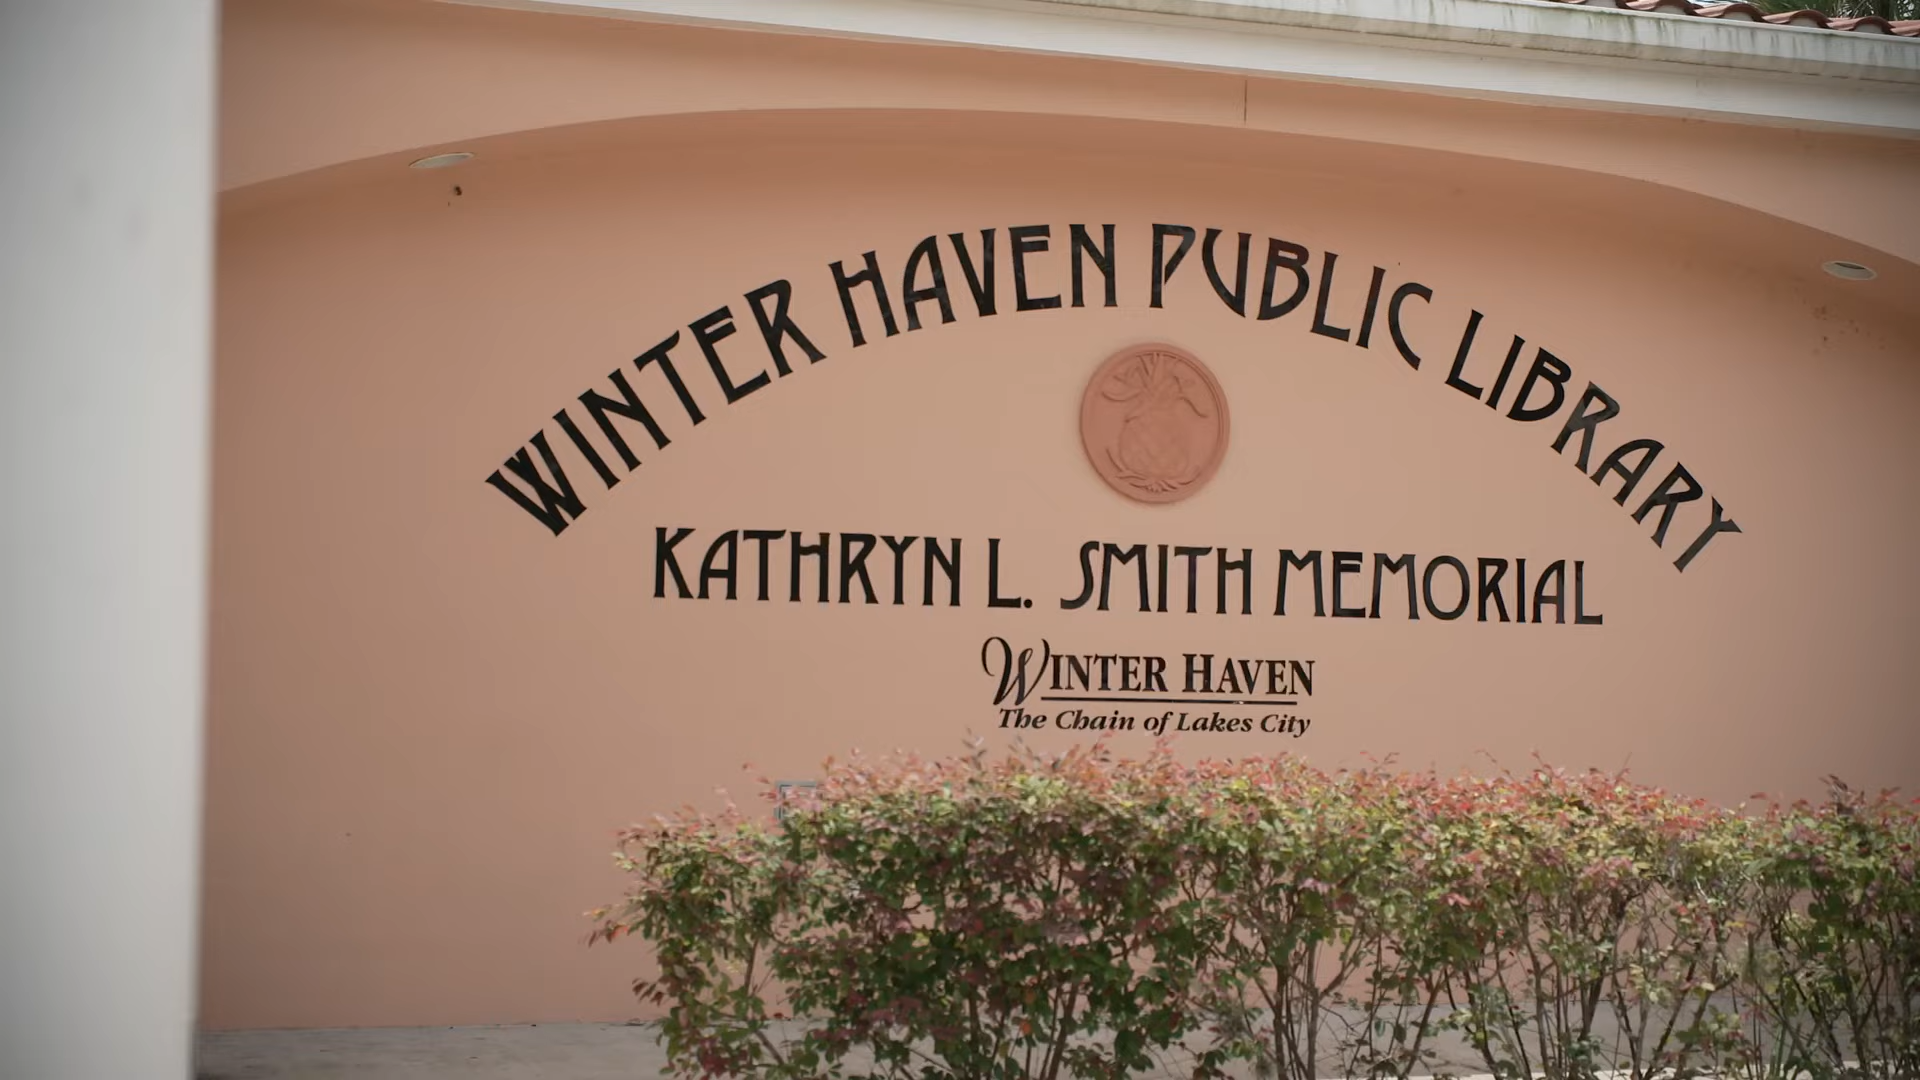 WINTER HAVEN PUBLIC LIBRARY
KATHRYN L. SMITH MEMORIAL
WINTER HAVEN
The Chain of Lakes City